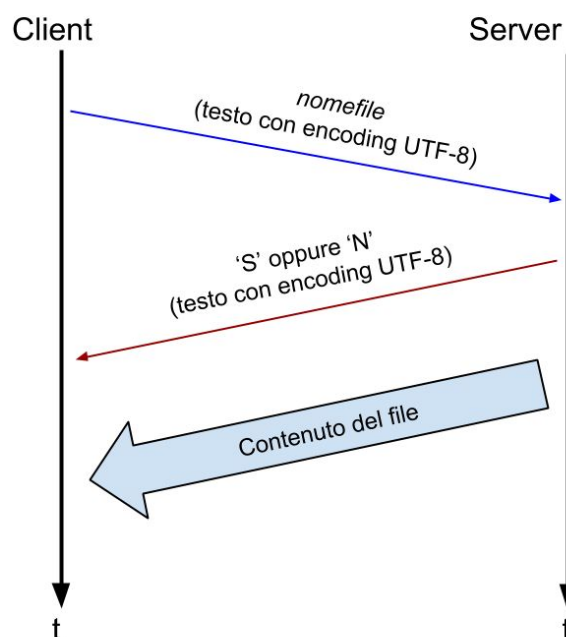 Client
Server
nomefile
(testo con encoding UTF-8)
‘S’ oppure ‘N’
(testo con encoding UTF-8)
Contenuto del file
t
t